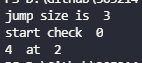 jump size is  3
start check  0
4  at  2